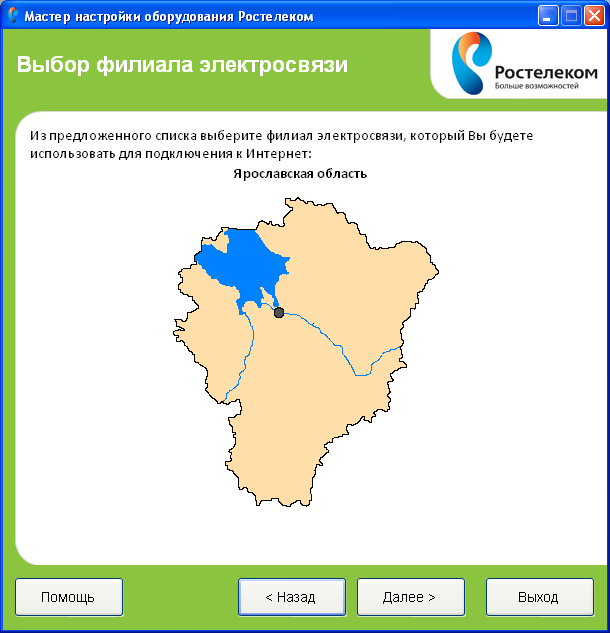 Мастер настройки оборудования Ростелеком
Выбор филиала электросвязи
Ростелеком
Больше возможностей
Из предложенного списка выберите филиал электросвязи, который Вы будете
использовать для подключения к Интернет:
Ярославская область
Помощь
< Назад
Далее >
Выход